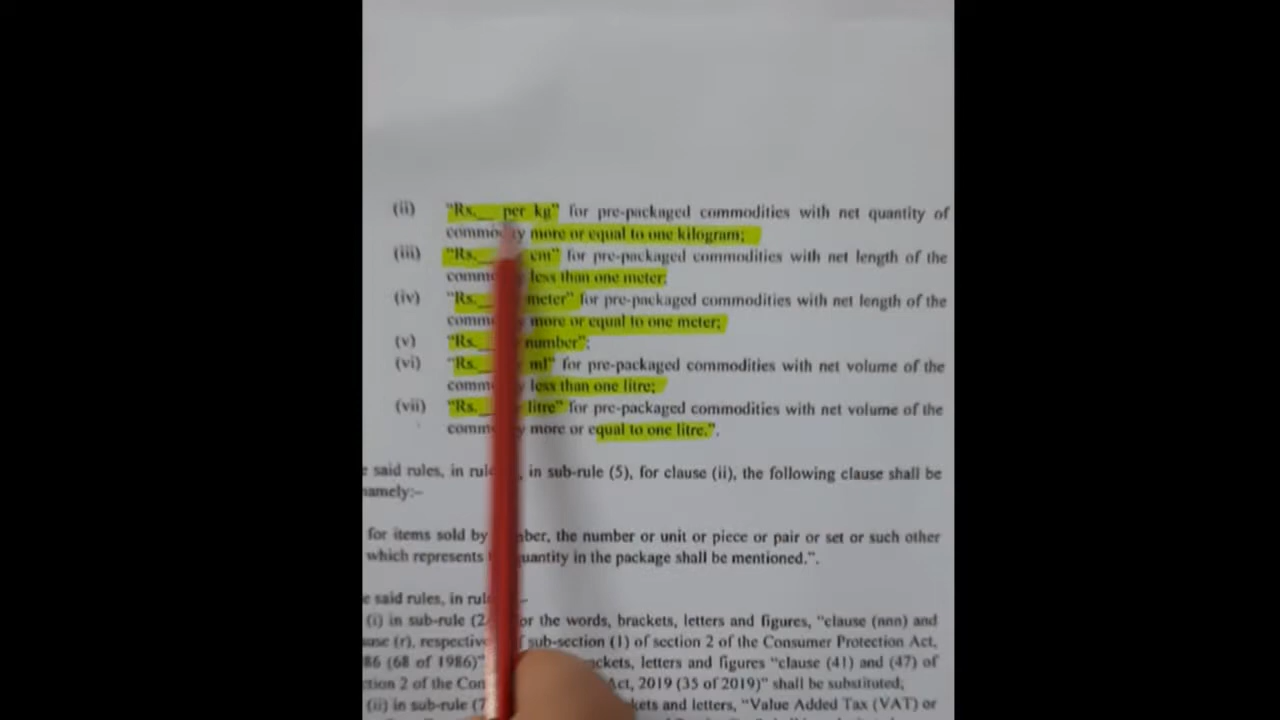 (ii) "Rs.__ per kg" for pre-packaged commodities with net quantity of
commodity more or equal to one kilogram;
(iii) "Rs.__ cm" for pre-packaged commodities with net length of the
less than one meter;
(iv) "Rs.__ meter" for pre-packaged commodities with net length of the
more or equal to one meter;
(v) "Rs.__ number";
(vi) "Rs.__ ml" for pre-packaged commodities with net volume of the
less than one litre;
(vii) "Rs.__ litre" for pre-packaged commodities with net volume of the
more or equal to one litre.".
said rules, in , in sub-rule (5), for clause (ii), the following clause shall be
namely:–
for items sold by the number or unit or piece or pair or set or such other
which represents quantity in the package shall be mentioned.".
said rules, in
(i) in sub-rule the words, brackets, letters and figures, "clause (nnn) and
(r), sub-section (1) of section 2 of the Consumer Protection Act,
86 (68 of 1986)" letters and figures "clause (41) and (47) of
2 of the Act, 2019 (35 of 2019)" shall be substituted;
(ii) in sub-rule and letters, "Value Added Tax (VAT) or